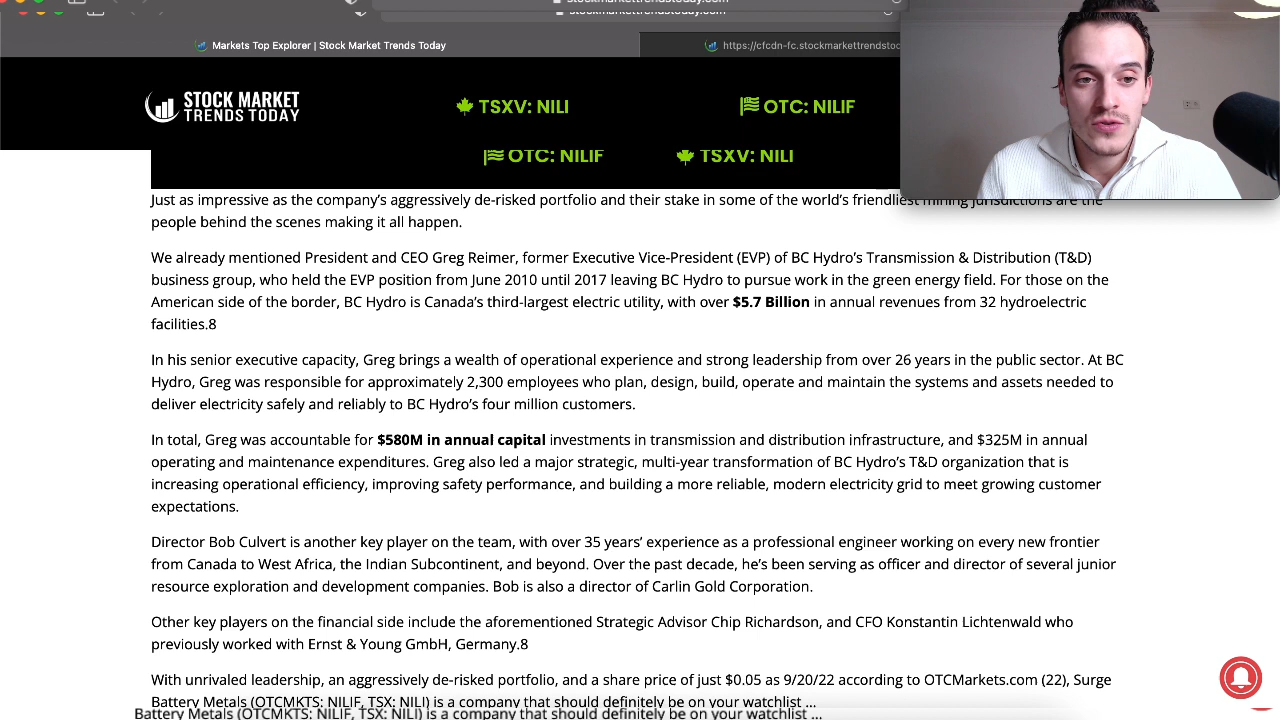 stockmarkettrendstoday.com
stockmarkettrendstoday.com
Markets Top Explorer | Stock Market Trends Today
https://cfcdn-fc.stockmarkettrendstoc
STOCK MARKET
TRENDS TODAY
TSXV: NILI
OTC: NILIF
OTC: NILIF
TSXV: NILI
Just as impressive as the company's aggressively de-risked portfolio and their stake in some of the world's friendliest mining jurisdictions are the
people behind the scenes making it all happen.
We already mentioned President and CEO Greg Reimer, former Executive Vice-President (EVP) of BC Hydro's Transmission & Distribution (T&D)
business group, who held the EVP position from June 2010 until 2017 leaving BC Hydro to pursue work in the green energy field. For those on the
American side of the border, BC Hydro is Canada's third-largest electric utility, with over $5.7 Billion in annual revenues from 32 hydroelectric
facilities.8
In his senior executive capacity, Greg brings a wealth of operational experience and strong leadership from over 26 years in the public sector. At BC
Hydro, Greg was responsible for approximately 2,300 employees who plan, design, build, operate and maintain the systems and assets needed to
deliver electricity safely and reliably to BC Hydro's four million customers.
In total, Greg was accountable for $580M in annual capital investments in transmission and distribution infrastructure, and $325M in annual
operating and maintenance expenditures. Greg also led a major strategic, multi-year transformation of BC Hydro's T&D organization that is
increasing operational efficiency, improving safety performance, and building a more reliable, modern electricity grid to meet growing customer
expectations.
Director Bob Culvert is another key player on the team, with over 35 years' experience as a professional engineer working on every new frontier
from Canada to West Africa, the Indian Subcontinent, and beyond. Over the past decade, he's been serving as officer and director of several junior
resource exploration and development companies. Bob is also a director of Carlin Gold Corporation.
Other key players on the financial side include the aforementioned Strategic Advisor Chip Richardson, and CFO Konstantin Lichtenwald who
previously worked with Ernst & Young GmbH, Germany.8
With unrivaled leadership, an aggressively de-risked portfolio, and a share price of just $0.05 as 9/20/22 according to OTCMarkets.com (22), Surge
Battery Metals (OTCMKTS: NILIF, TSX: NILI) is a company that should definitely be on your watchlist ...
Battery Metals (OTCMKTS: NILIF, TSX: NILI) is a company that should definitely be on your watchlist ...